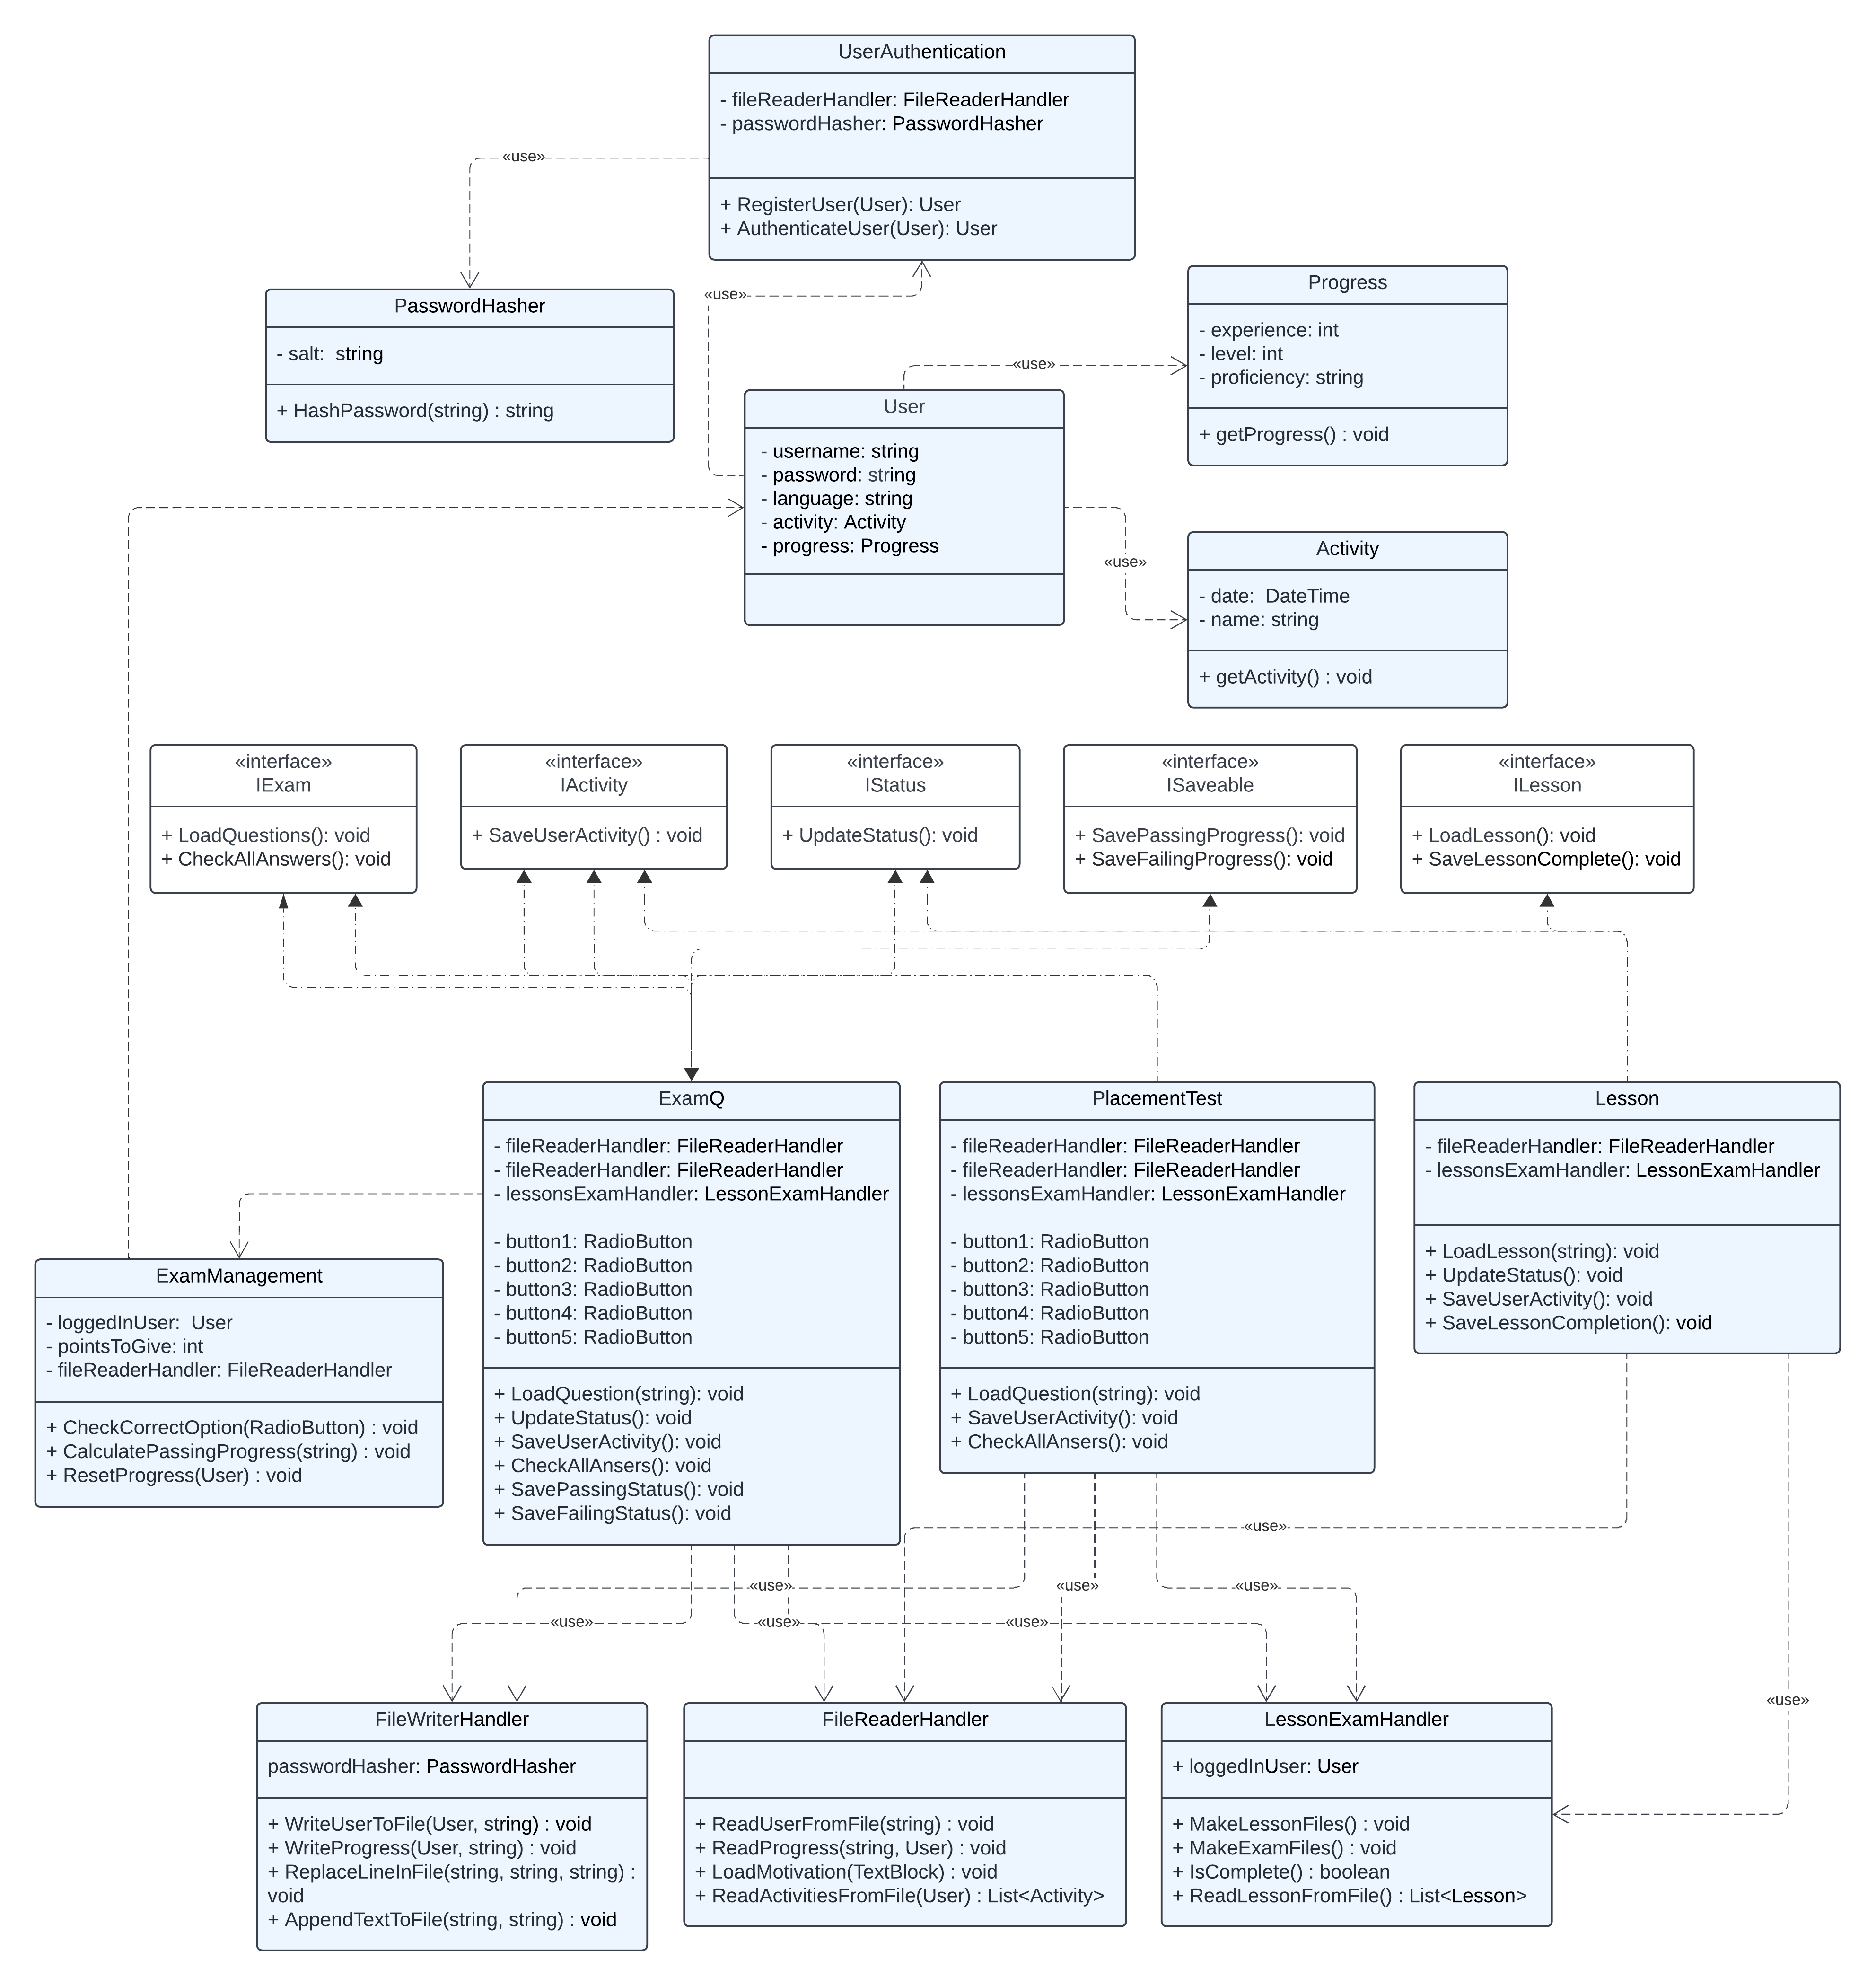 UserAuthentication
- fileReaderHandler: FileReaderHandler
- passwordHasher: PasswordHasher
+ RegisterUser(User): User
+ AuthenticateUser(User): User
«use»
PasswordHasher
- salt:  string
+ HashPassword(string) : string
«use»
Progress
- experience: int
- level: int
- proficiency: string
+ getProgress() : void
«use»
User
- username: string
- password: string
- language: string
- activity: Activity
- progress: Progress
«use»
Activity
- date:  DateTime
- name: string
+ getActivity() : void
«interface»
IExam
+ LoadQuestions(): void
+ CheckAllAnswers(): void
«interface»
IActivity
+ SaveUserActivity() : void
«interface»
IStatus
+ UpdateStatus(): void
«interface»
ISaveable
+ SavePassingProgress(): void
+ SaveFailingProgress(): void
«interface»
ILesson
+ LoadLesson(): void
+ SaveLessonComplete(): void
ExamQ
- fileReaderHandler: FileReaderHandler
- fileReaderHandler: FileReaderHandler
- lessonsExamHandler: LessonExamHandler
- button1: RadioButton
- button2: RadioButton
- button3: RadioButton
- button4: RadioButton
- button5: RadioButton
+ LoadQuestion(string): void
+ UpdateStatus(): void
+ SaveUserActivity(): void
+ CheckAllAnsers(): void
+ SavePassingStatus(): void
+ SaveFailingStatus(): void
PlacementTest
- fileReaderHandler: FileReaderHandler
- fileReaderHandler: FileReaderHandler
- lessonsExamHandler: LessonExamHandler
- button1: RadioButton
- button2: RadioButton
- button3: RadioButton
- button4: RadioButton
- button5: RadioButton
+ LoadQuestion(string): void
+ SaveUserActivity(): void
+ CheckAllAnsers(): void
Lesson
- fileReaderHandler: FileReaderHandler
- lessonsExamHandler: LessonExamHandler
+ LoadLesson(string): void
+ UpdateStatus(): void
+ SaveUserActivity(): void
+ SaveLessonCompletion(): void
ExamManagement
- loggedInUser:  User
- pointsToGive: int
- fileReaderHandler: FileReaderHandler
+ CheckCorrectOption(RadioButton) : void
+ CalculatePassingProgress(string) : void
+ ResetProgress(User) : void
«use»
«use»
«use»
«use»
«use»
«use»
«use»
«use»
FileWriterHandler
passwordHasher: PasswordHasher
+ WriteUserToFile(User, string) : void
+ WriteProgress(User, string) : void
+ ReplaceLineInFile(string, string, string) :
void
+ AppendTextToFile(string, string) : void
FileReaderHandler
+ ReadUserFromFile(string) : void
+ ReadProgress(string, User) : void
+ LoadMotivation(TextBlock) : void
+ ReadActivitiesFromFile(User) : List<Activity>
LessonExamHandler
+ loggedInUser: User
+ MakeLessonFiles() : void
+ MakeExamFiles() : void
+ IsComplete() : boolean
+ ReadLessonFromFile() : List<Lesson>